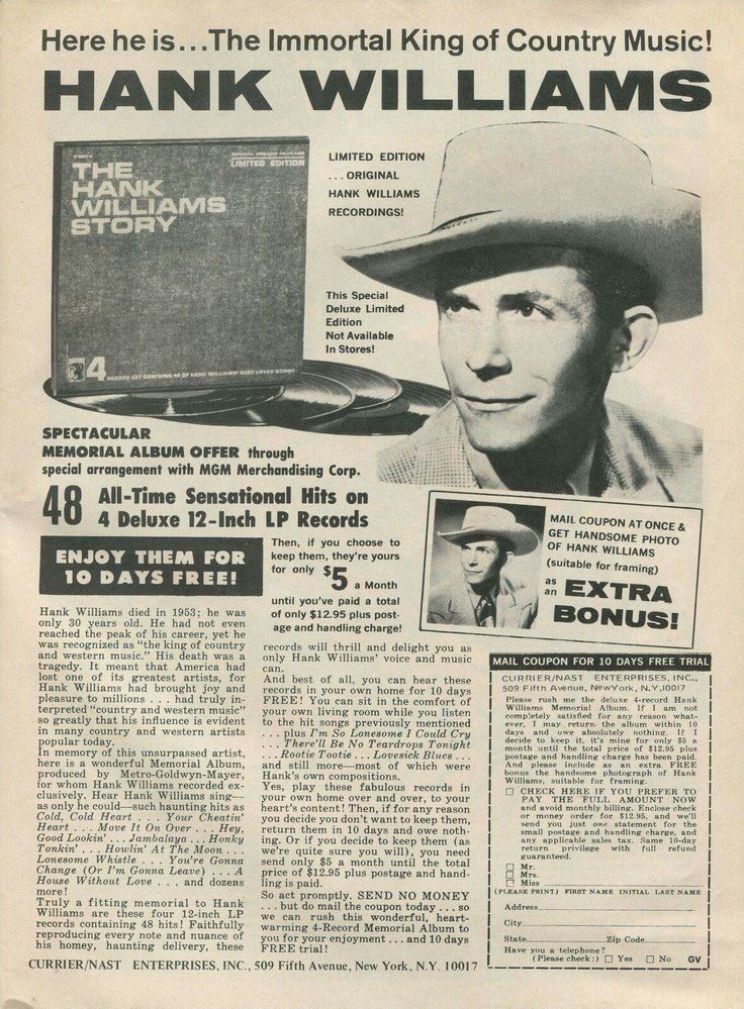 Here he is...The Immortal King of Country Music!
HANK WILLIAMS
THE
HANK
WILLIAMS
STORY
LIMITED EDITION
4 RECORD SET CONTAINING 48 OF HANK WILLIAMS' BEST LOVED SONGS
LIMITED EDITION
...ORIGINAL
HANK WILLIAMS
RECORDINGS!
This Special
Deluxe Limited
Edition
Not Available
In Stores!
SPECTACULAR
MEMORIAL ALBUM OFFER through
special arrangement with MGM Merchandising Corp.
48 All-Time Sensational Hits on
4 Deluxe 12-Inch LP Records
ENJOY THEM FOR
10 DAYS FREE!
Then, if you choose to
keep them, they're yours
for only $5
a Month
until you've paid a total
of only $12.95 plus post-
age and handling charge!
MAIL COUPON AT ONCE &
GET HANDSOME PHOTO
OF HANK WILLIAMS
(suitable for framing)
as an EXTRA
BONUS!
Hank Williams died in 1953; he was
only 30 years old. He had not even
reached the peak of his career, yet he
was recognized as "the king of country
and western music." His death was a
tragedy. It meant that America had
lost one of its greatest artists, for
Hank Williams had brought joy and
pleasure to millions . . . had truly in-
terpreted "country and western music"
so greatly that his influence is evident
in many country and western artists
popular today.
In memory of this unsurpassed artist,
here is a wonderful Memorial Album,
produced by Metro-Goldwyn-Mayer,
for whom Hank Williams recorded ex-
clusively. Hear Hank Williams sing—
as only he could—such haunting hits as
Cold, Cold Heart . . . Your Cheatin'
Heart . . . Move It On Over . . . Hey,
Good Lookin' . . . Jambalaya . . . Honky
Tonkin' . . . Howlin' At The Moon . . .
Lonesome Whistle . . . You're Gonna
Change (Or I'm Gonna Leave) . . . A
House Without Love . . . and dozens
more!
Truly a fitting memorial to Hank
Williams are these four 12-inch LP
records containing 48 hits! Faithfully
reproducing every note and nuance of
his homey, haunting delivery, these
records will thrill and delight you as
only Hank Williams' voice and music
can.
And best of all, you can hear these
records in your own home for 10 days
FREE! You can sit in the comfort of
your own living room while you listen
to the hit songs previously mentioned
. . . plus I'm So Lonesome I Could Cry
. . . There'll Be No Teardrops Tonight
. . . Rootie Tootie . . . Lovesick Blues . . .
and still more—most of which were
Hank's own compositions.
Yes, play these fabulous records in
your own home over and over, to your
heart's content! Then, if for any reason
you decide you don't want to keep them,
return them in 10 days and owe noth-
ing. Or if you decide to keep them (as
we're quite sure you will), you need
send only $5 a month until the total
price of $12.95 plus postage and hand-
ling is paid.
So act promptly. SEND NO MONEY
. . . but do mail the coupon today . . . so
we can rush this wonderful, heart-
warming 4-Record Memorial Album to
you for your enjoyment . . . and 10 days
FREE trial!
CURRIER/NAST ENTERPRISES, INC., 509 Fifth Avenue, New York, N.Y. 10017
MAIL COUPON FOR 10 DAYS FREE TRIAL
CURRIER/NAST ENTERPRISES, INC.,
509 Fifth Avenue, New York, N.Y. 10017
Please rush me the deluxe 4-record Hank
Williams Memorial Album. If I am not
completely satisfied for any reason what-
ever, I may return the album within 10
days and owe absolutely nothing. If I
decide to keep it, it's mine for only $5 a
month until the total price of $12.95 plus
postage and handling charge has been paid.
And please include as an extra FREE
bonus the handsome photograph of Hank
Williams, suitable for framing.
CHECK HERE IF YOU PREFER TO
PAY THE FULL AMOUNT NOW
and avoid monthly billing. Enclose check
or money order for $12.95, and we'll
send you just one statement for the
small postage and handling charge, and
any applicable sales tax. Same 10-day
return privilege with full refund
guaranteed.
Mr.
Mrs.
Miss
(PLEASE PRINT) FIRST NAME INITIAL LAST NAME
Address
City
State Zip Code
Have you a telephone?
(Please check:) Yes No GV